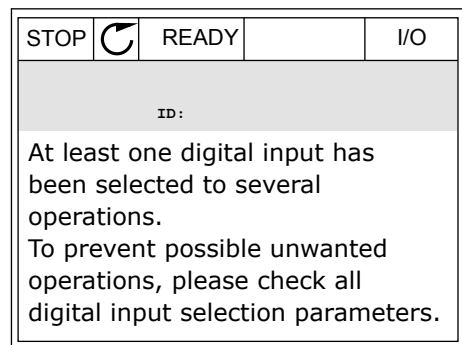 STOP READY I/O
ID:
At least one digital input has
been selected to several
operations.
To prevent possible unwanted
operations, please check all
digital input selection parameters.